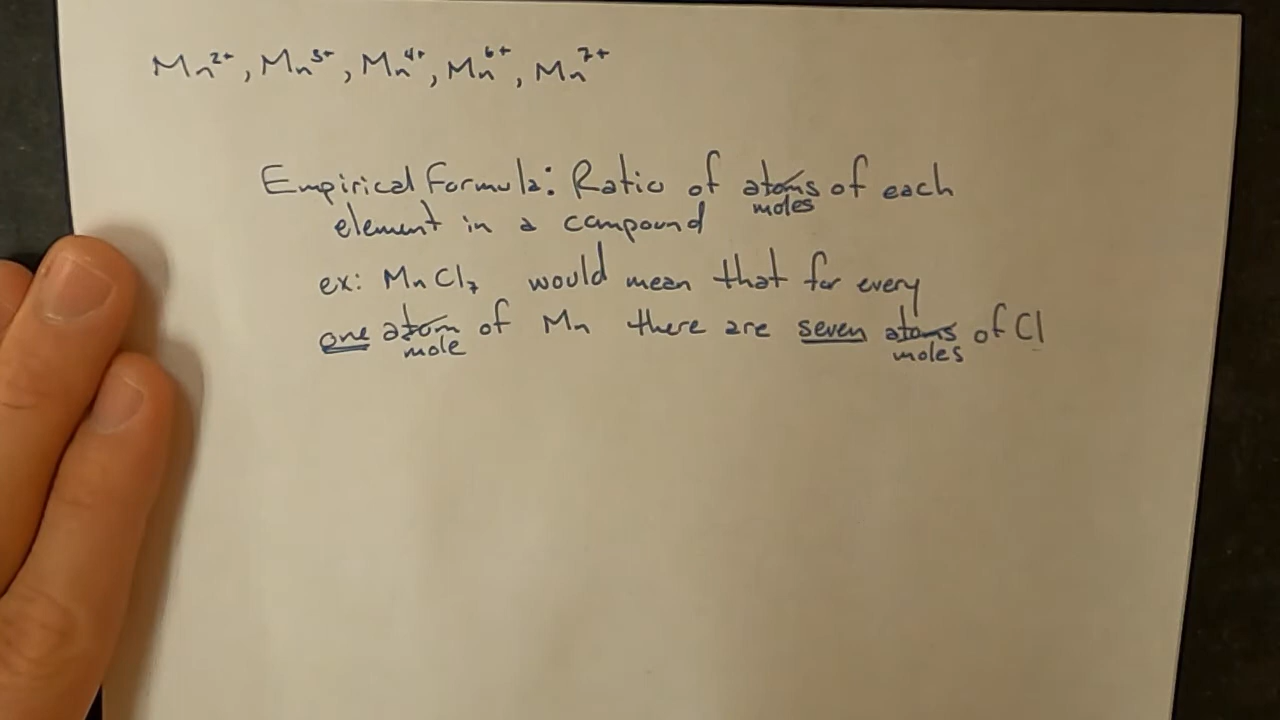 Mn²⁺, Mn³⁺, Mn⁴⁺, Mn⁶⁺, Mn⁷⁺
Empirical Formula: Ratio of atoms of each
moles
element in a compound
ex: MnCl₇ would mean that for every
one atom of Mn there are seven atoms of Cl
mole moles